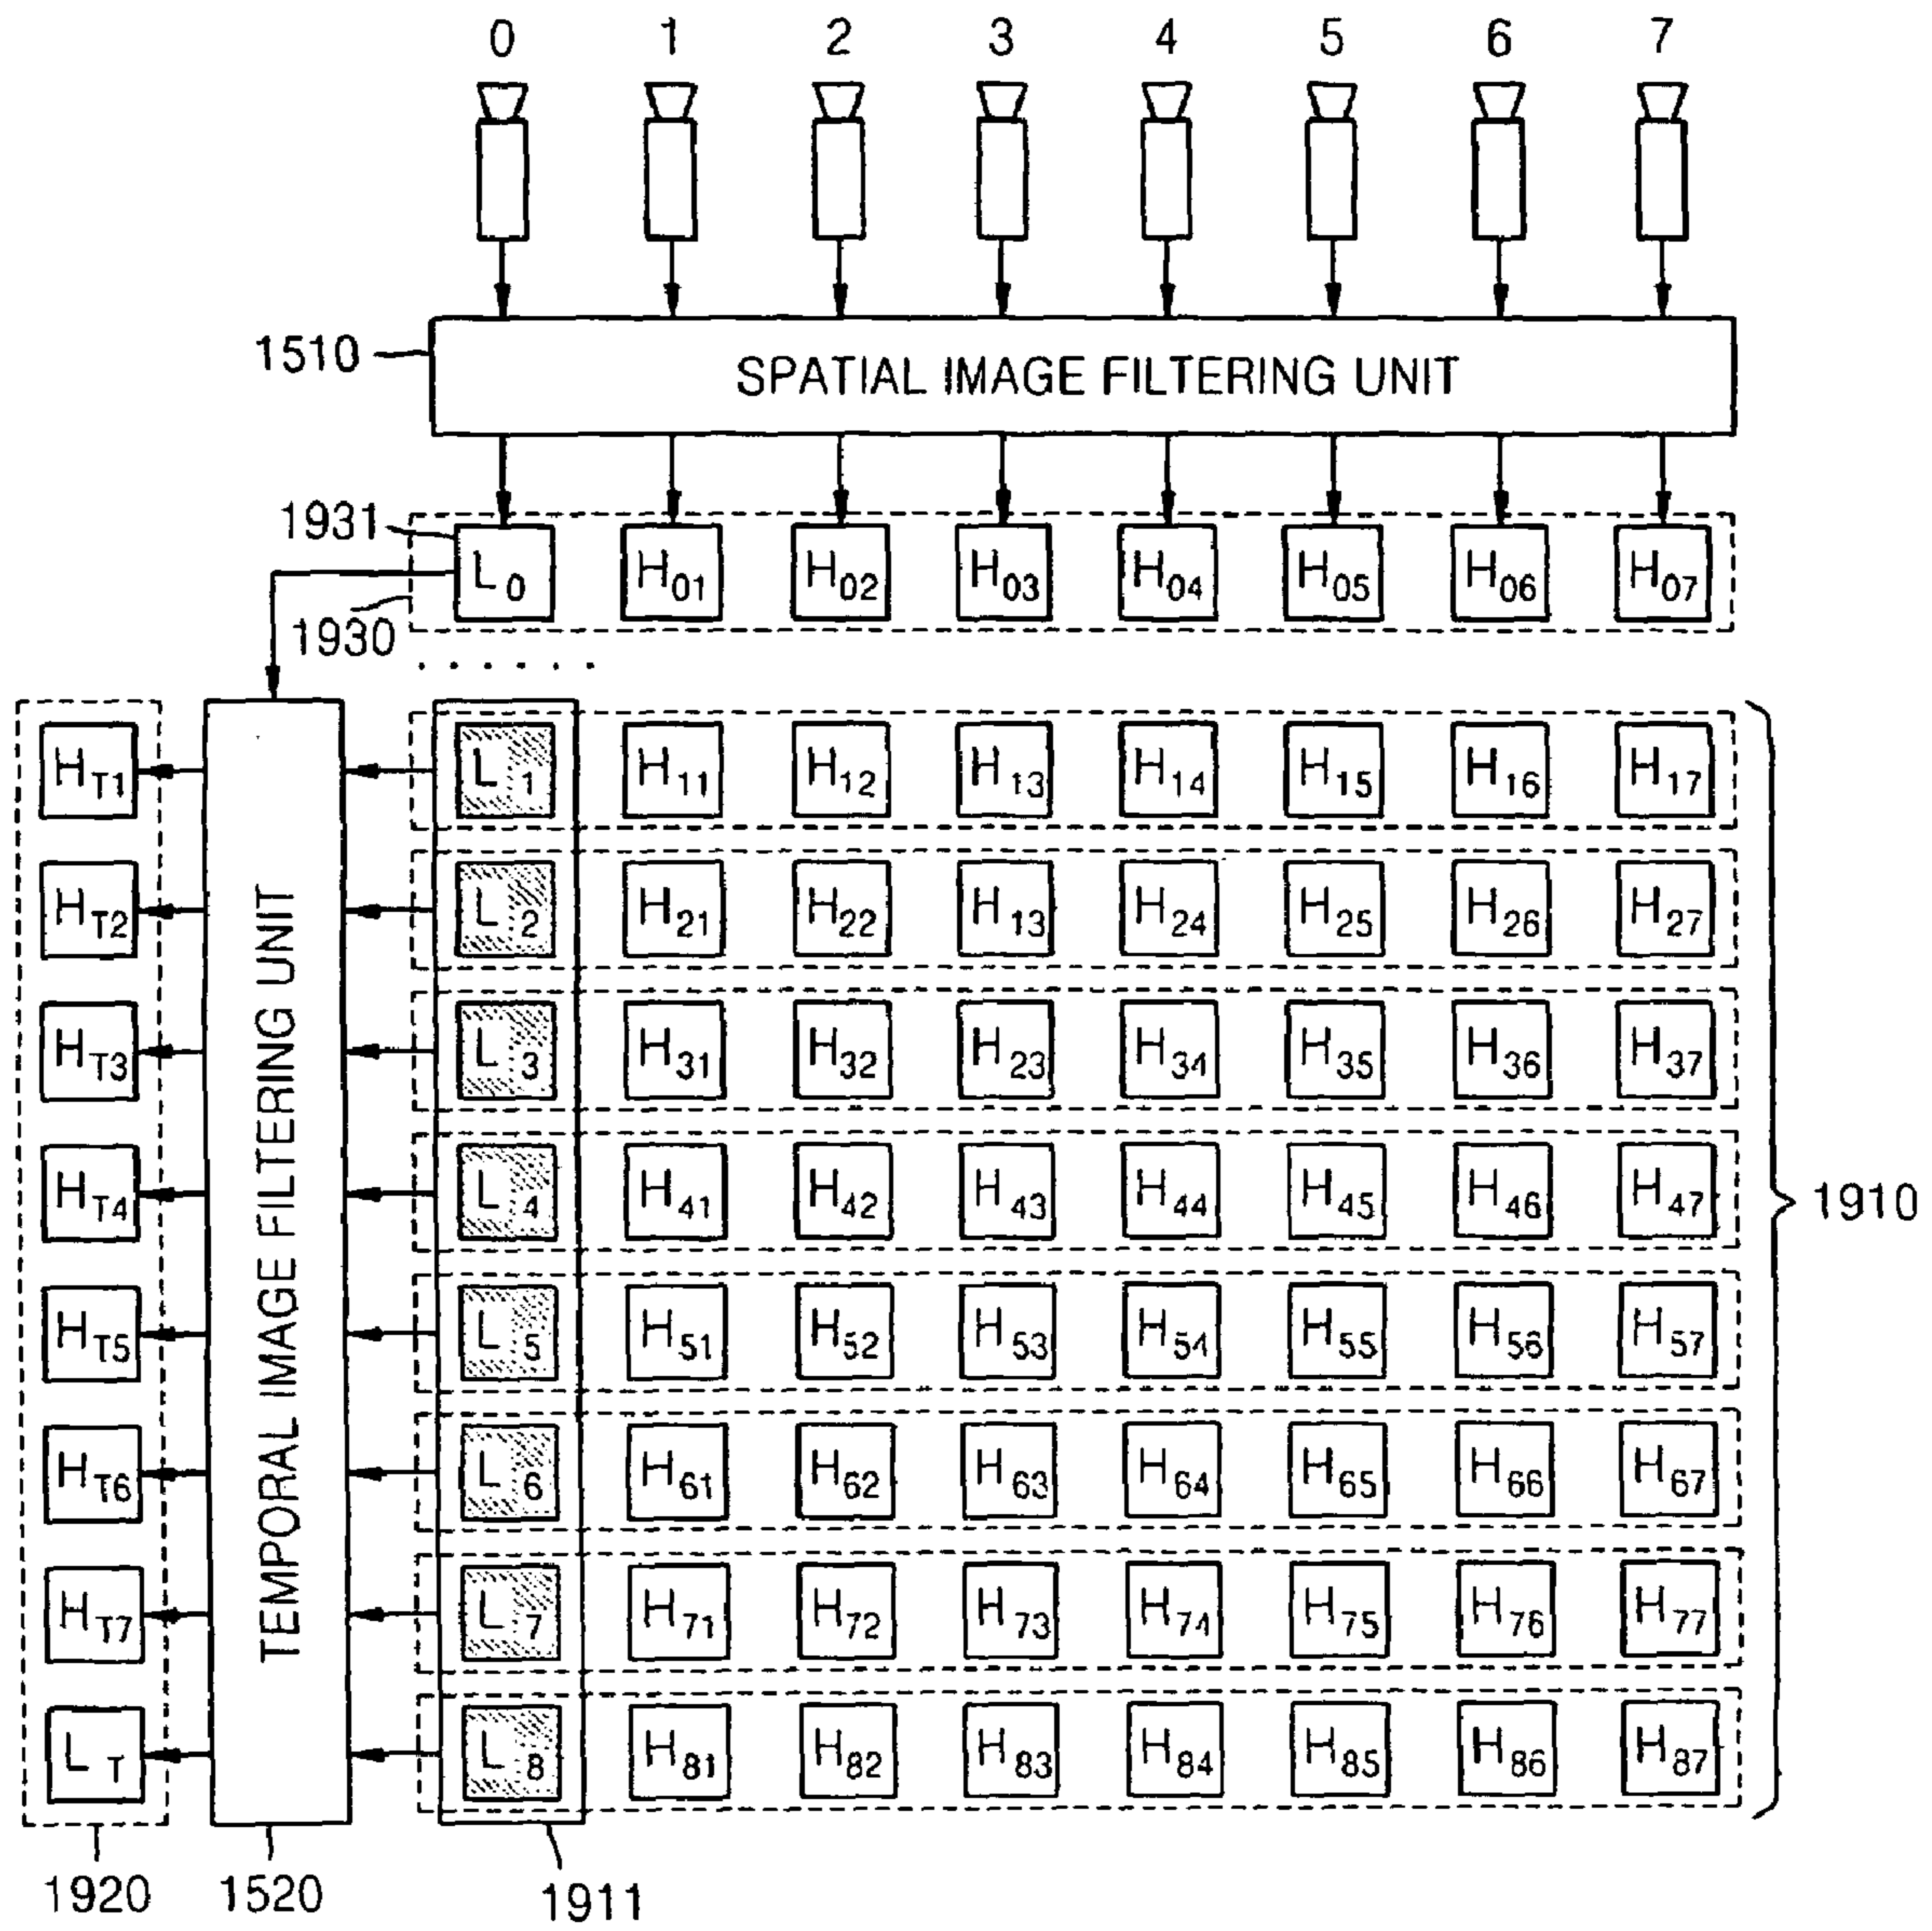 0 1 2 3 4 5 6 7
1510
SPATIAL IMAGE FILTERING UNIT
1931
L0 H01 H02 H03 H04 H05 H06 H07
1930
......
HT1 L1 H11 H12 H13 H14 H15 H16 H17
HT2 L2 H21 H22 H13 H24 H25 H26 H27
HT3 L3 H31 H32 H23 H34 H35 H36 H37
HT4 L4 H41 H42 H43 H44 H45 H46 H47
1910
HT5 L5 H51 H52 H53 H54 H55 H56 H57
HT6 L6 H61 H62 H63 H64 H65 H66 H67
HT7 L7 H71 H72 H73 H74 H75 H76 H77
LT L8 H81 H82 H83 H84 H85 H86 H87
TEMPORAL IMAGE FILTERING UNIT
1920 1520 1911